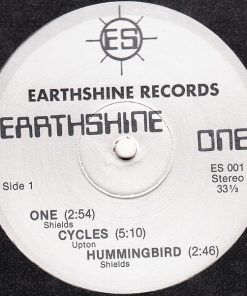 ES
EARTHSHINE RECORDS
EARTHSHINE ONE
Side 1
ES 001
Stereo
33⅓
ONE (2:54)
Shields
CYCLES (5:10)
Upton
HUMMINGBIRD (2:46)
Shields